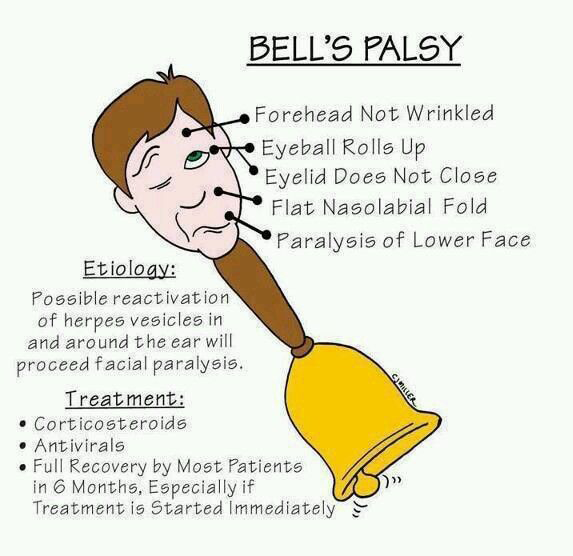 BELL'S PALSY
Forehead Not Wrinkled
Eyeball Rolls Up
Eyelid Does Not Close
Flat Nasolabial Fold
Paralysis of Lower Face
Etiology:
Possible reactivation
of herpes vesicles in
and around the ear will
proceed facial paralysis.
Treatment:
• Corticosteroids
• Antivirals
• Full Recovery by Most Patients
in 6 Months, Especially if
Treatment is Started Immediately
CJMILLER